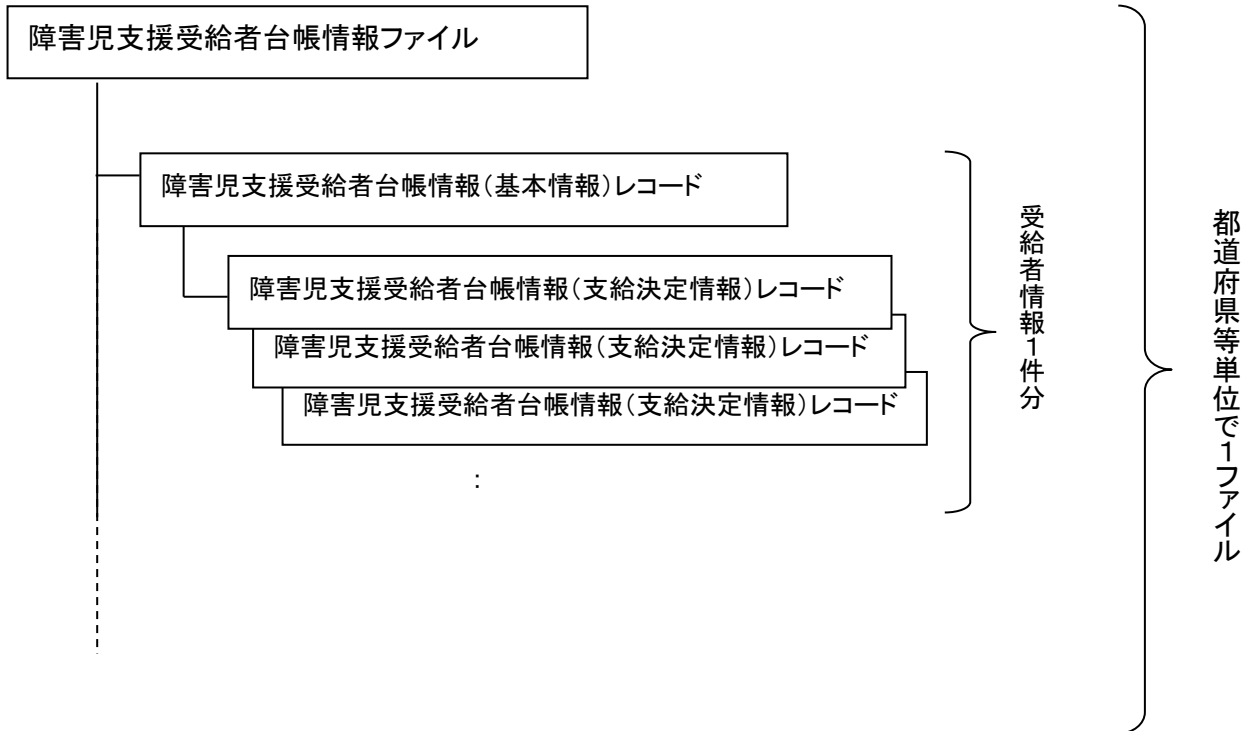 障害児支援受給者台帳情報ファイル
障害児支援受給者台帳情報(基本情報)レコード
障害児支援受給者台帳情報(支給決定情報)レコード
障害児支援受給者台帳情報(支給決定情報)レコード
障害児支援受給者台帳情報(支給決定情報)レコード
:
受給者情報1件分
都道府県等単位で1ファイル